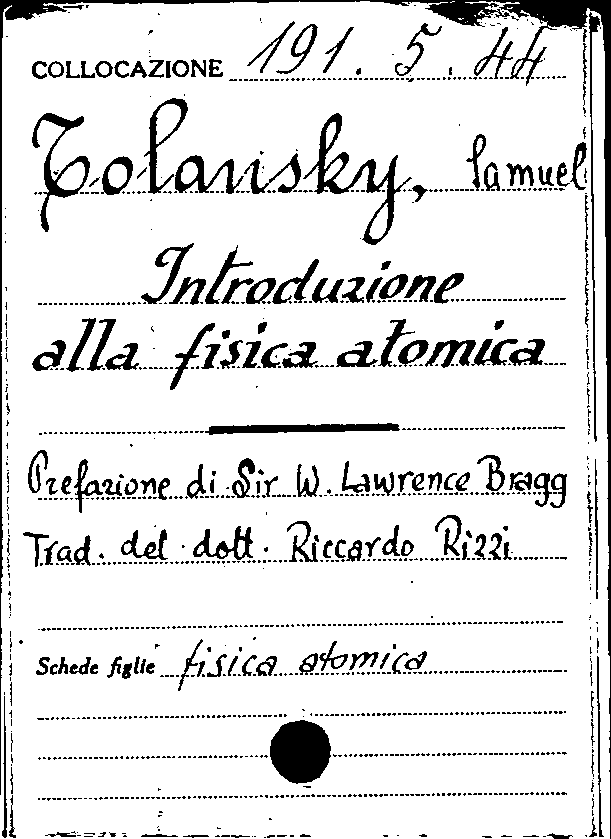 COLLOCAZIONE 191. 5. 44
Tolansky, Samuel
Introduzione
alla fisica atomica
Prefazione di Sir W. Lawrence Bragg
Trad. del dott. Riccardo Rizzi
Schede figlie fisica atomica